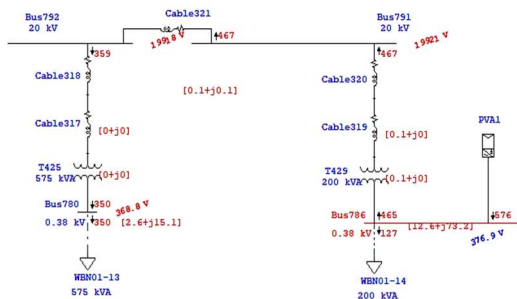 Cable321
Bus792
20 kV
19918 V
467
Bus791
20 kV
19921 V
359
467
Cable318
Cable320
[0.1+j0.1]
Cable317
[0+j0]
Cable319
[0.1+j0]
PVA1
T425
575 kVA
[0+j0]
T429
200 kVA
[0.1+j0]
Bus780
350
368.8 V
0.38 kV
350
[2.6+j15.1]
Bus786
465
[12.6+j73.2]
576
0.38 kV
127
376.9 V
WBN01-13
575 kVA
WBN01-14
200 kVA